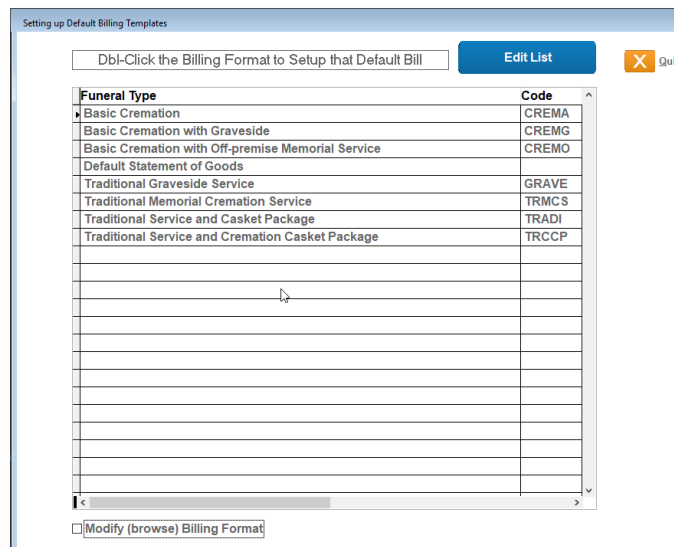 Setting up Default Billing Templates
Dbl-Click the Billing Format to Setup that Default Bill
Edit List
X
Funeral Type Code
Basic Cremation CREMA
Basic Cremation with Graveside CREMG
Basic Cremation with Off-premise Memorial Service CREMO
Default Statement of Goods
Traditional Graveside Service GRAVE
Traditional Memorial Cremation Service TRMCS
Traditional Service and Casket Package TRADI
Traditional Service and Cremation Casket Package TRCCP
Modify (browse) Billing Format